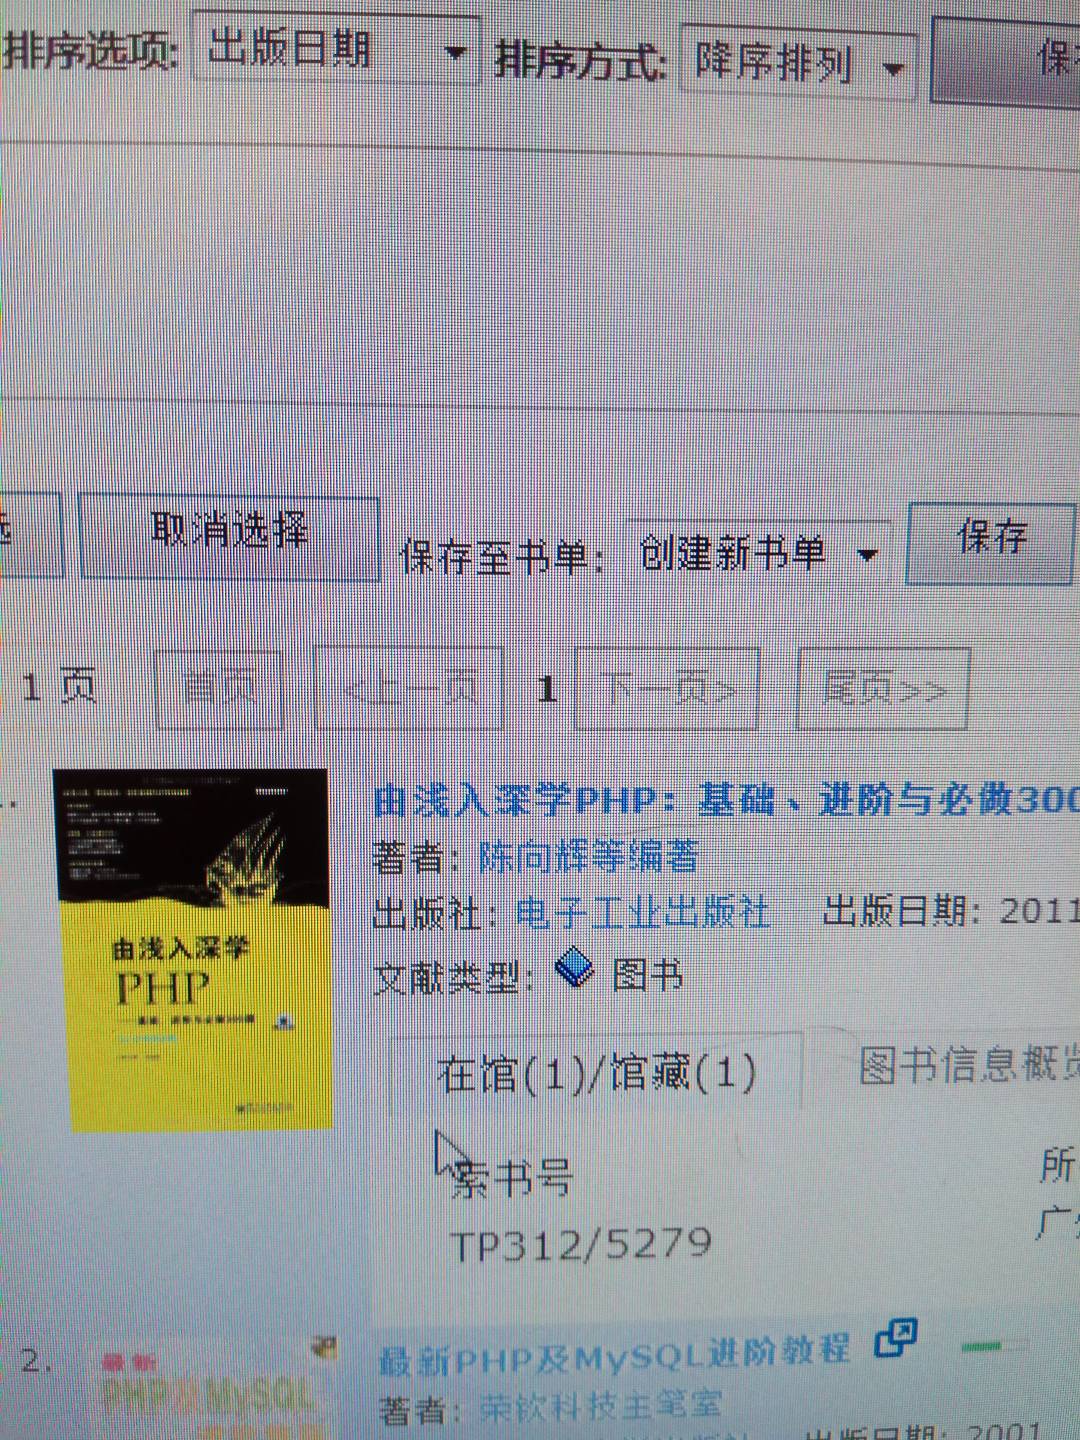 排序选项: 出版日期 排序方式: 降序排列 保
取消选择 保存至书单: 创建新书单 保存
1 页 首页 <上一页 1 下一页> 尾页>>
由浅入深学PHP：基础、进阶与必做300
著者: 陈向辉等编著
出版社: 电子工业出版社 出版日期: 2011
文献类型: 图书
由浅入深学
PHP
在馆(1)/馆藏(1) 图书信息概览
索书号 所
TP312/5279 广
2. 最新PHP及MySQL进阶教程
最新
PHP及MySQL
著者: 荣钦科技主笔室
出版日期: 2001